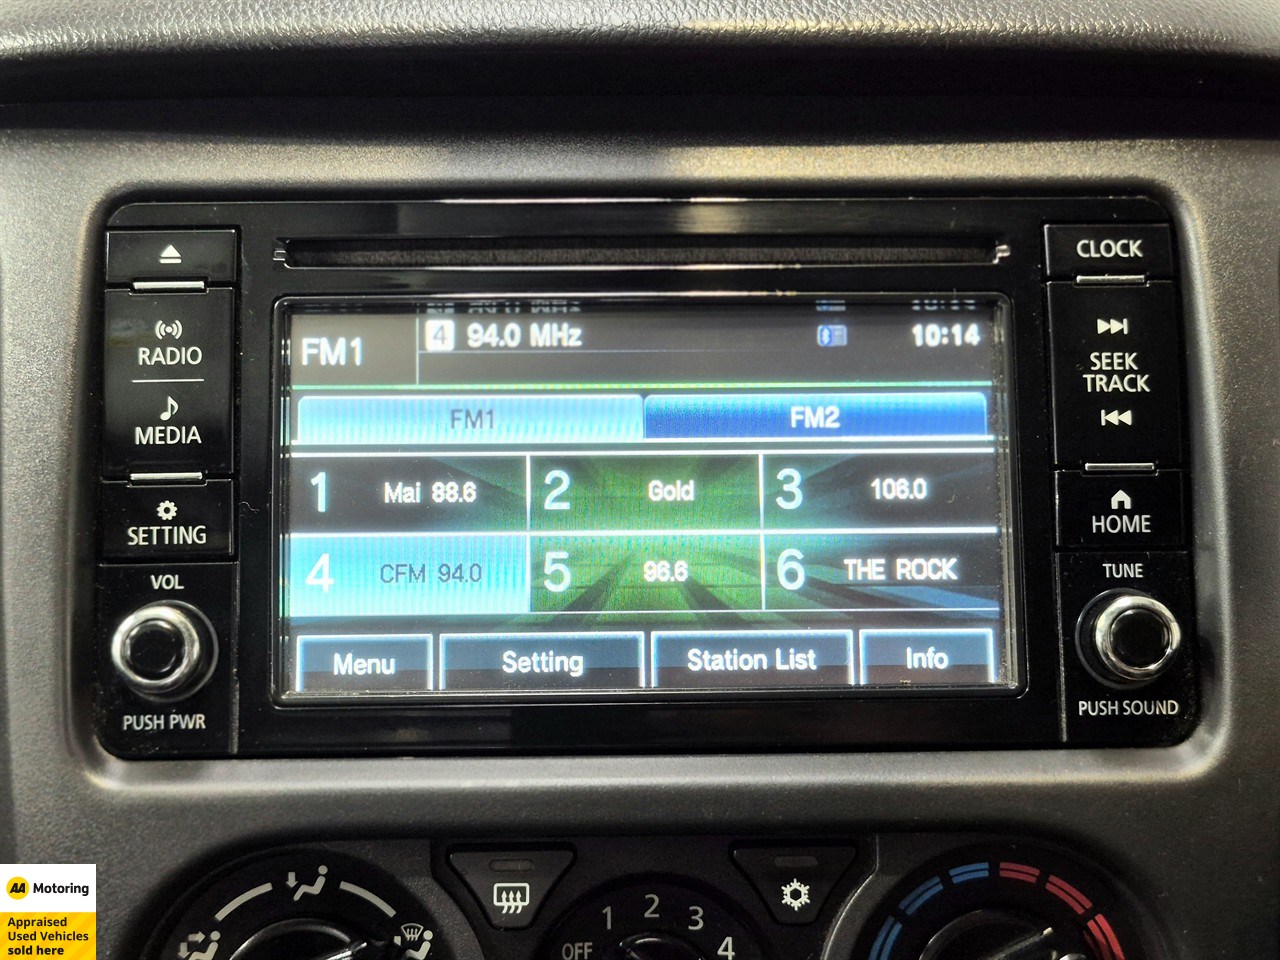 CLOCK
RADIO
MEDIA
SETTING
VOL
PUSH PWR
FM1
4 94.0 MHz
10:14
FM1
FM2
1 Mai 88.6
2 Gold
3 106.0
4 CFM 94.0
5 96.6
6 THE ROCK
Menu
Setting
Station List
Info
SEEK
TRACK
HOME
TUNE
PUSH SOUND
OFF
1
2
3
4
AA Motoring
Appraised
Used Vehicles
sold here